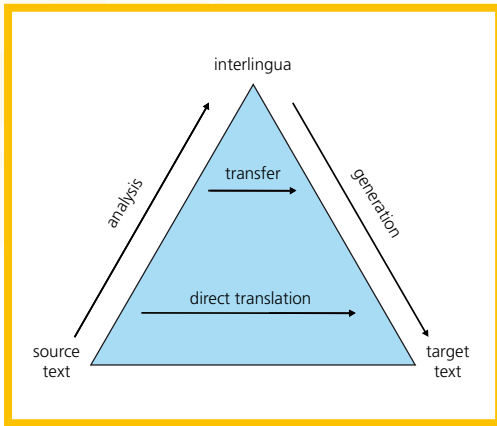 interlingua
transfer
analysis
generation
direct translation
source
text
target
text